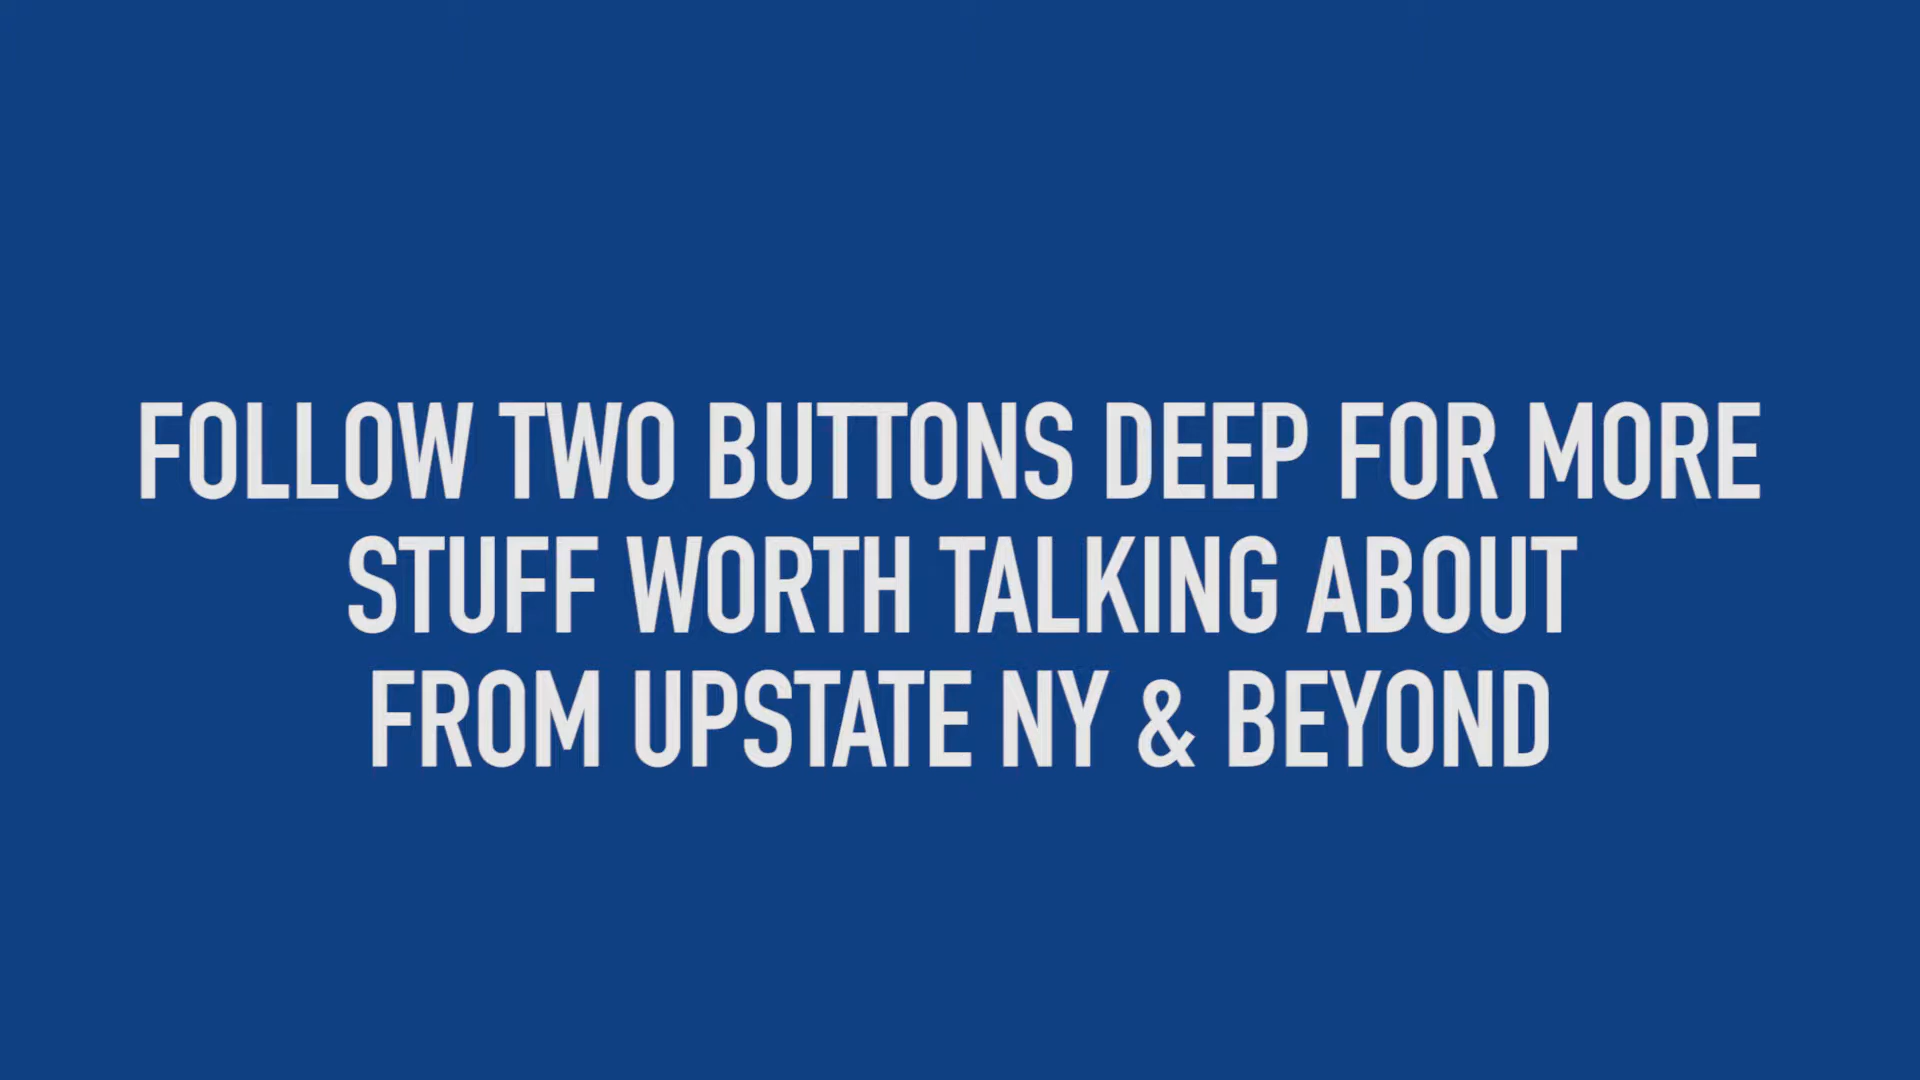 FOLLOW TWO BUTTONS DEEP FOR MORE
STUFF WORTH TALKING ABOUT
FROM UPSTATE NY & BEYOND